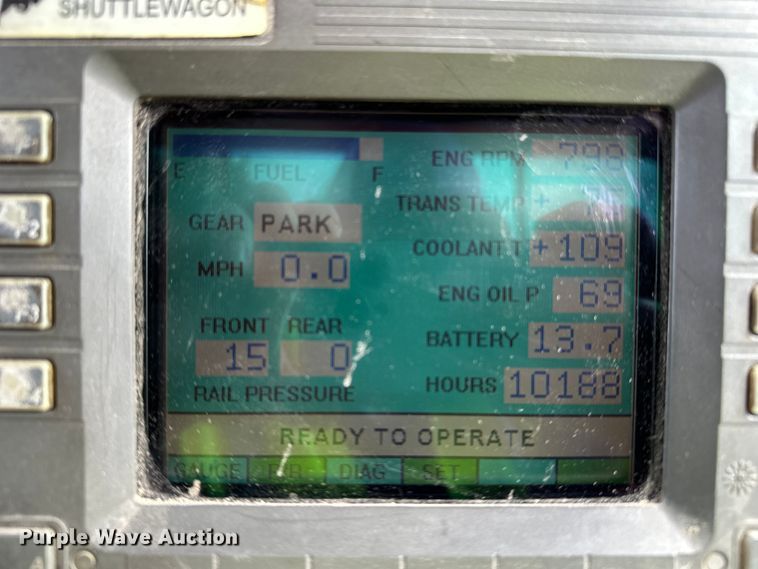 SHUTTLEWAGON
E FUEL F
ENG RPM 798
TRANS TEMP +
GEAR PARK
COOLANT T +109
MPH 0.0
ENG OIL P 69
FRONT REAR
BATTERY 13.7
15 0
HOURS 10188
RAIL PRESSURE
READY TO OPERATE
GAUGE DIAG SET
Purple Wave Auction